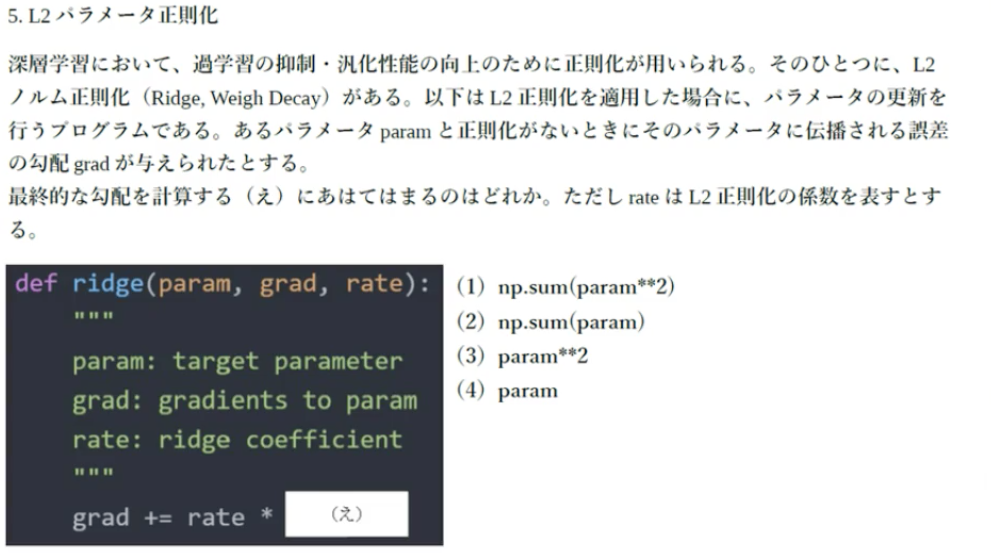 5. L2 パラメータ正則化
深層学習において、過学習の抑制・汎化性能の向上のために正則化が用いられる。そのひとつに、L2
ノルム正則化（Ridge, Weigh Decay）がある。以下は L2 正則化を適用した場合に、パラメータの更新を
行うプログラムである。あるパラメータ param と正則化がないときにそのパラメータに伝播される誤差
の勾配 grad が与えられたとする。
最終的な勾配を計算する（え）にあてはまるのはどれか。ただし rate は L2 正則化の係数を表すとす
る。
def ridge(param, grad, rate):
"""
param: target parameter
grad: gradients to param
rate: ridge coefficient
"""
grad += rate * （え）
（1） np.sum(param**2)
（2） np.sum(param)
（3） param**2
（4） param